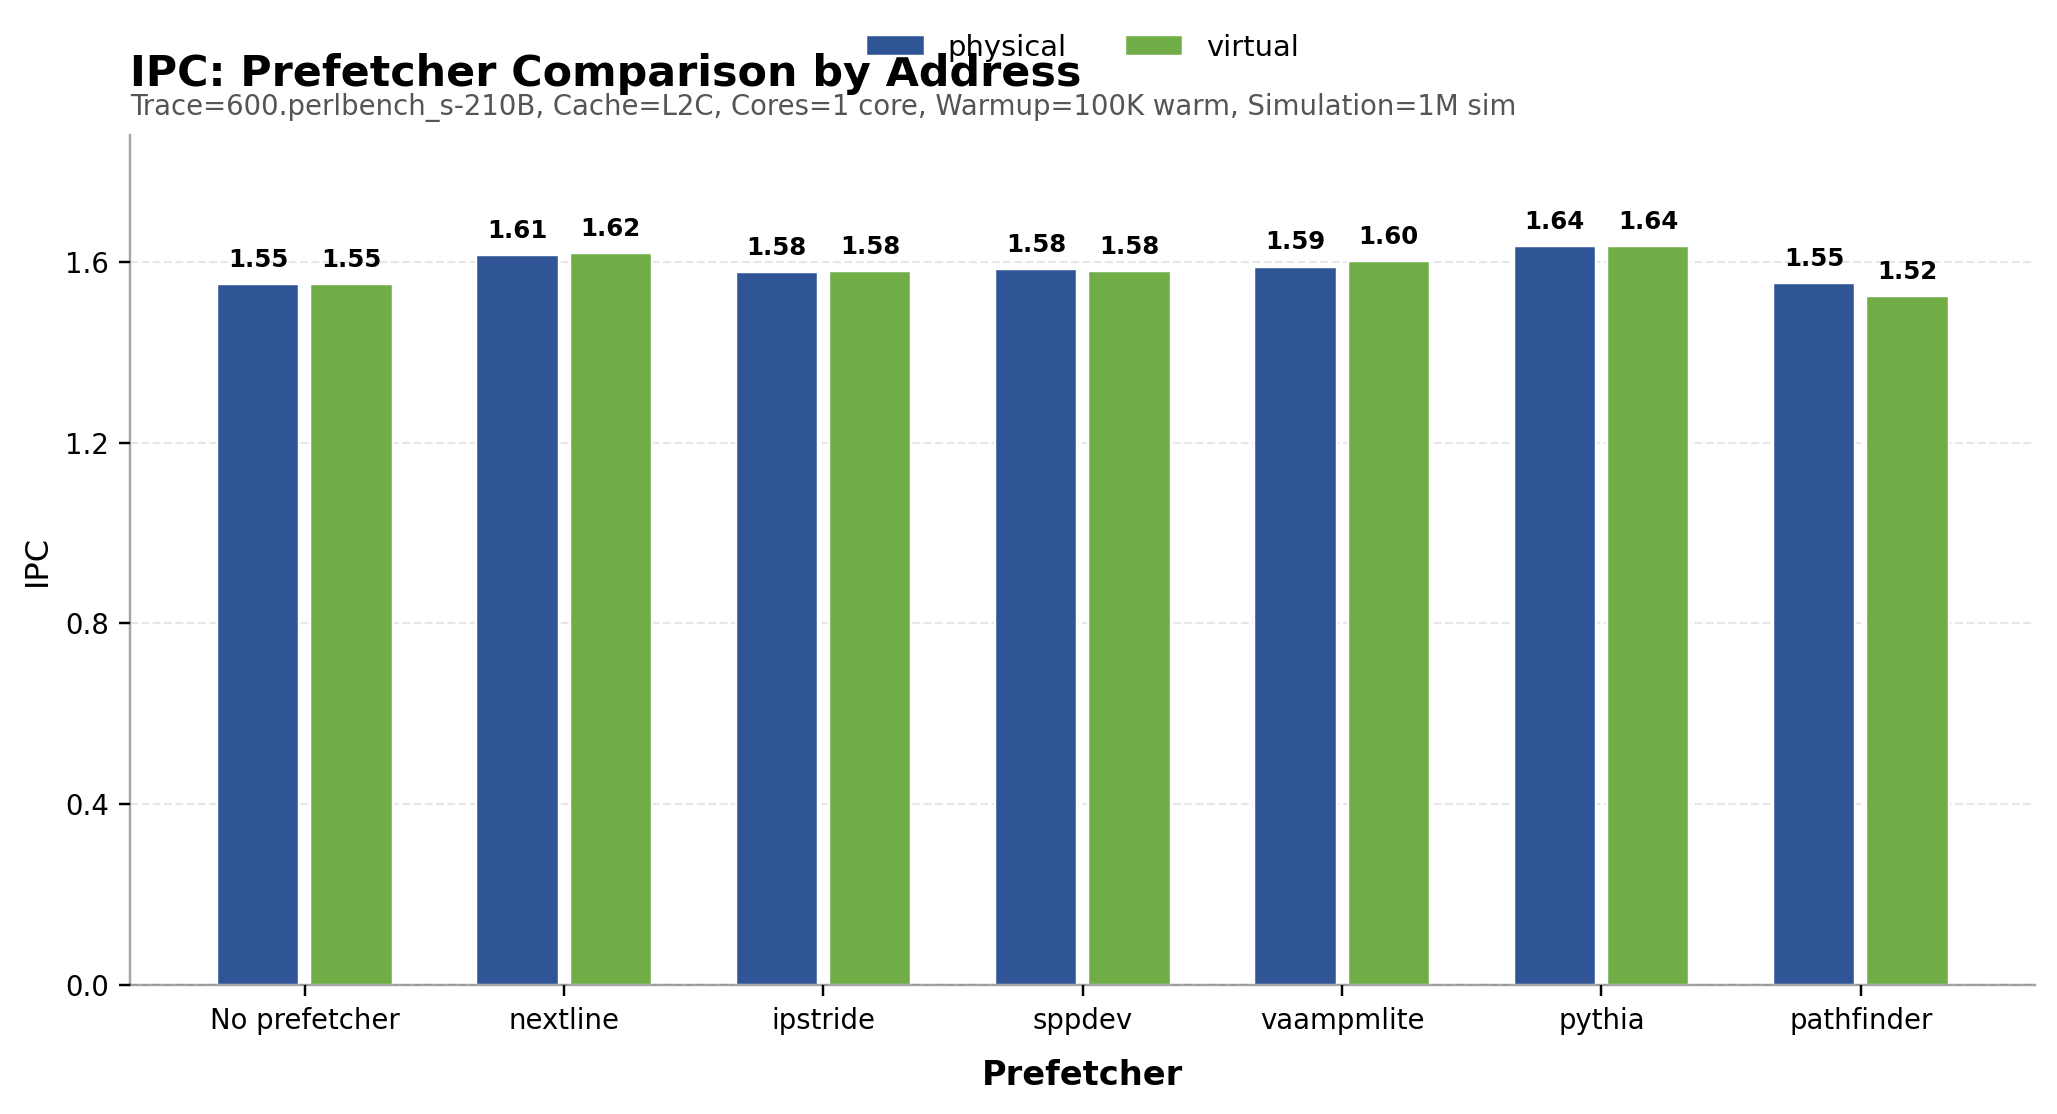 physical virtual
IPC: Prefetcher Comparison by Address
Trace=600.perlbench_s-210B, Cache=L2C, Cores=1 core, Warmup=100K warm, Simulation=1M sim
1.55 1.55 1.61 1.62 1.58 1.58 1.58 1.58 1.59 1.60 1.64 1.64 1.55 1.52
1.6
1.2
0.8
0.4
0.0
IPC
No prefetcher nextline ipstride sppdev vaampmlite pythia pathfinder
Prefetcher